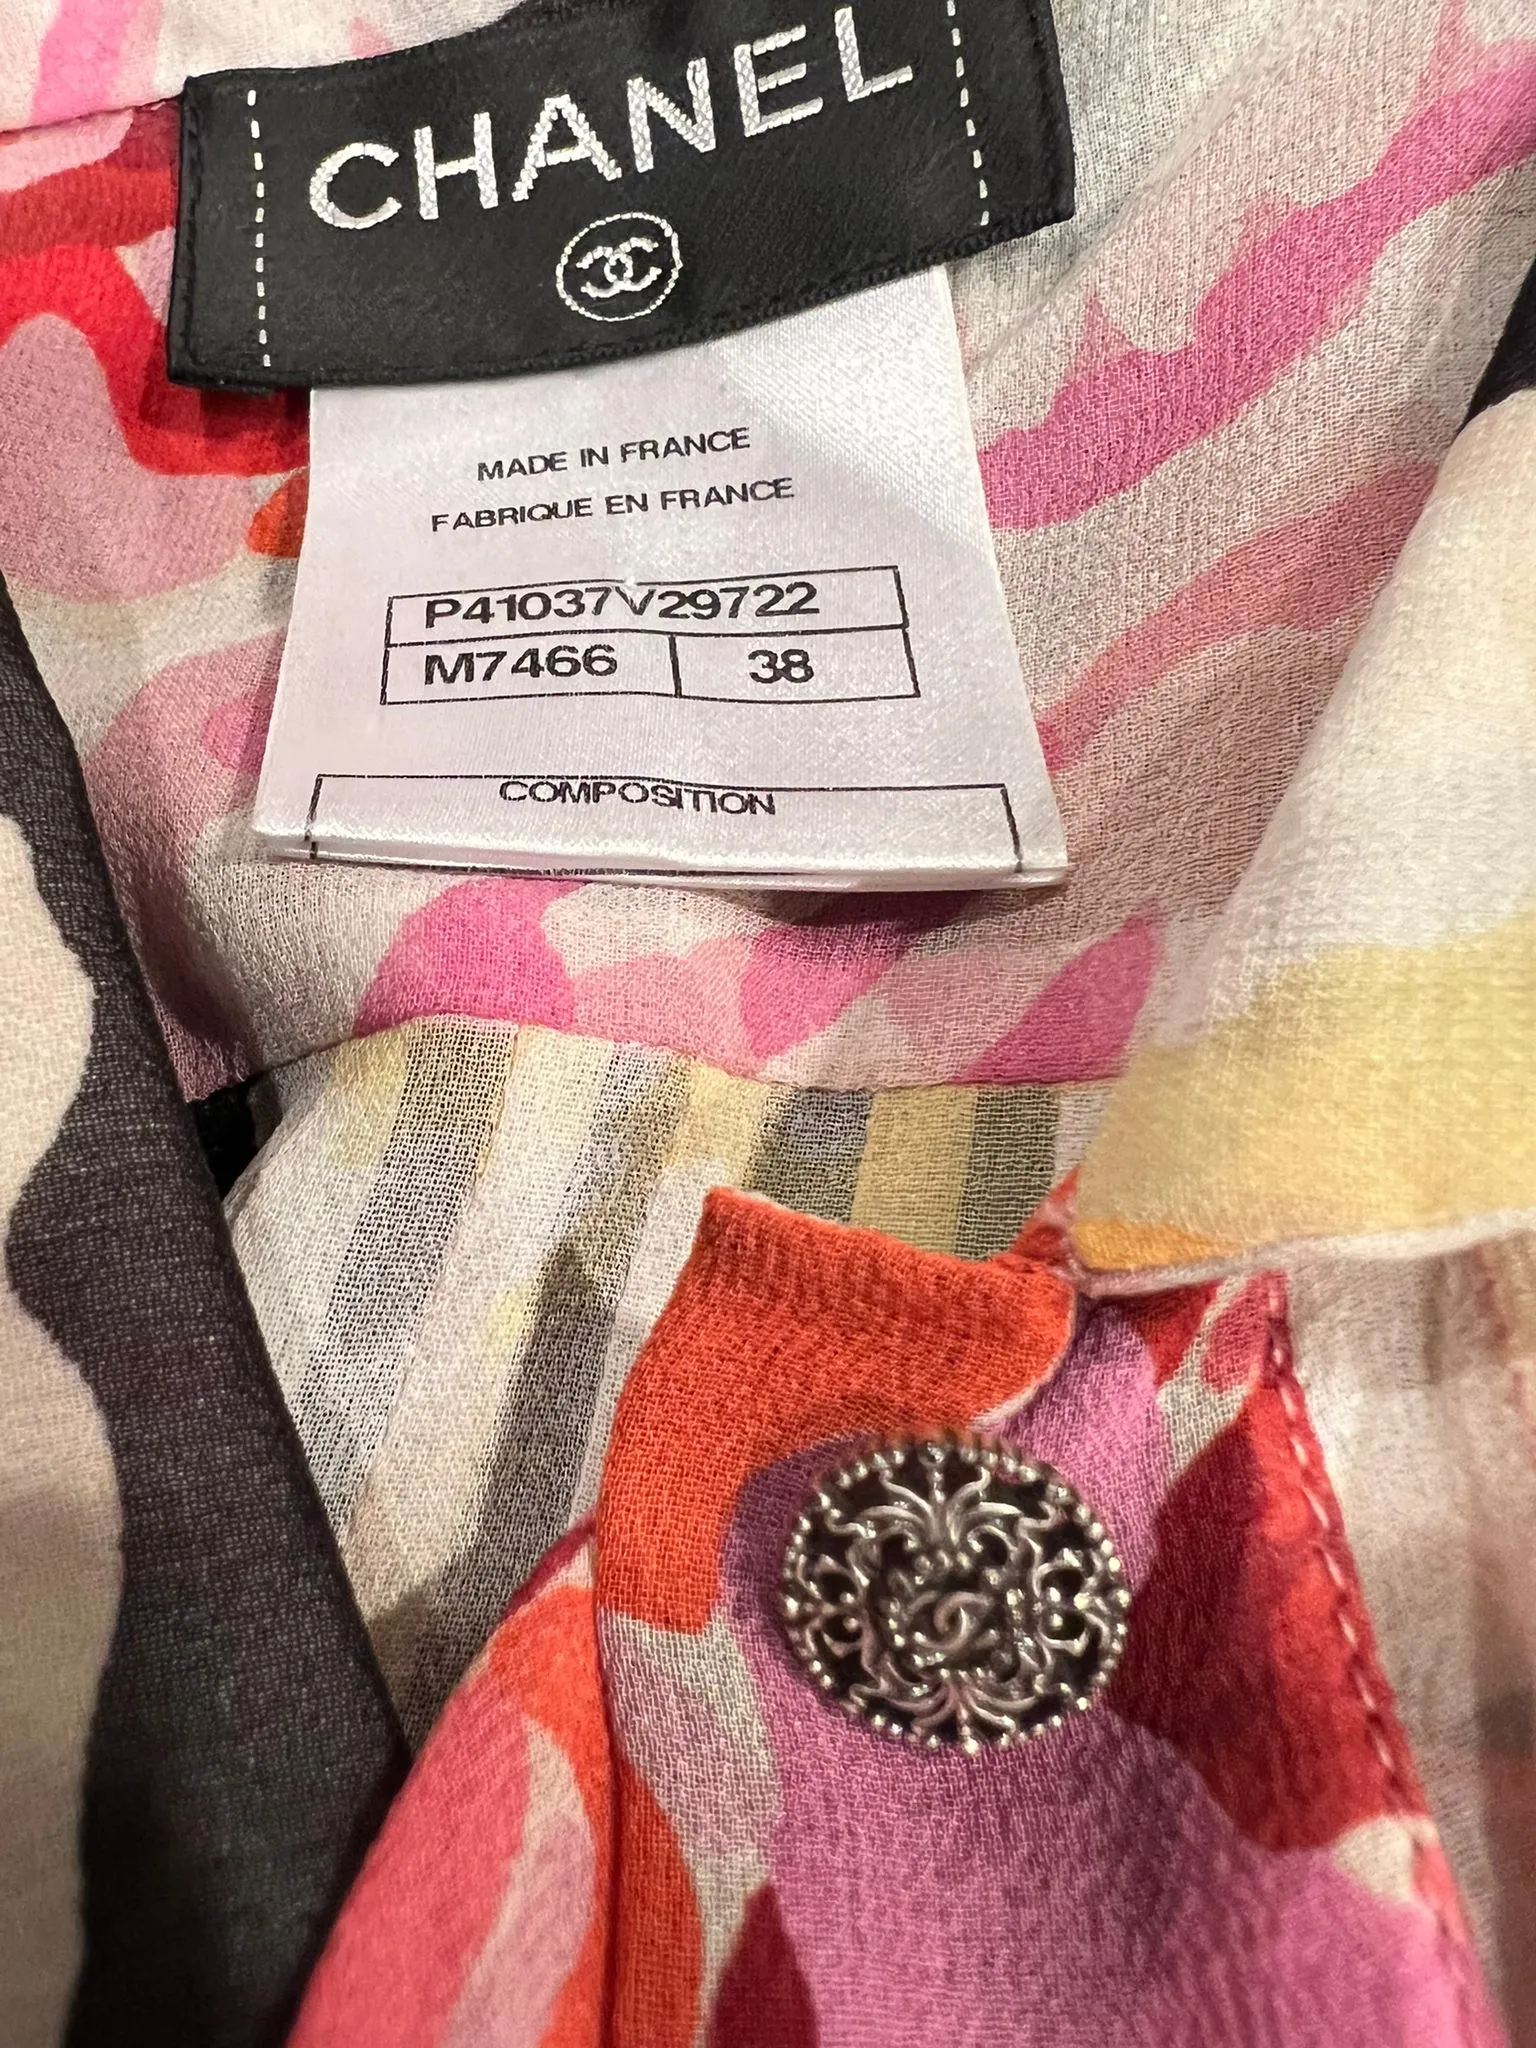 CHANEL
MADE IN FRANCE
FABRIQUE EN FRANCE
P41037V29722
M7466 38
COMPOSITION